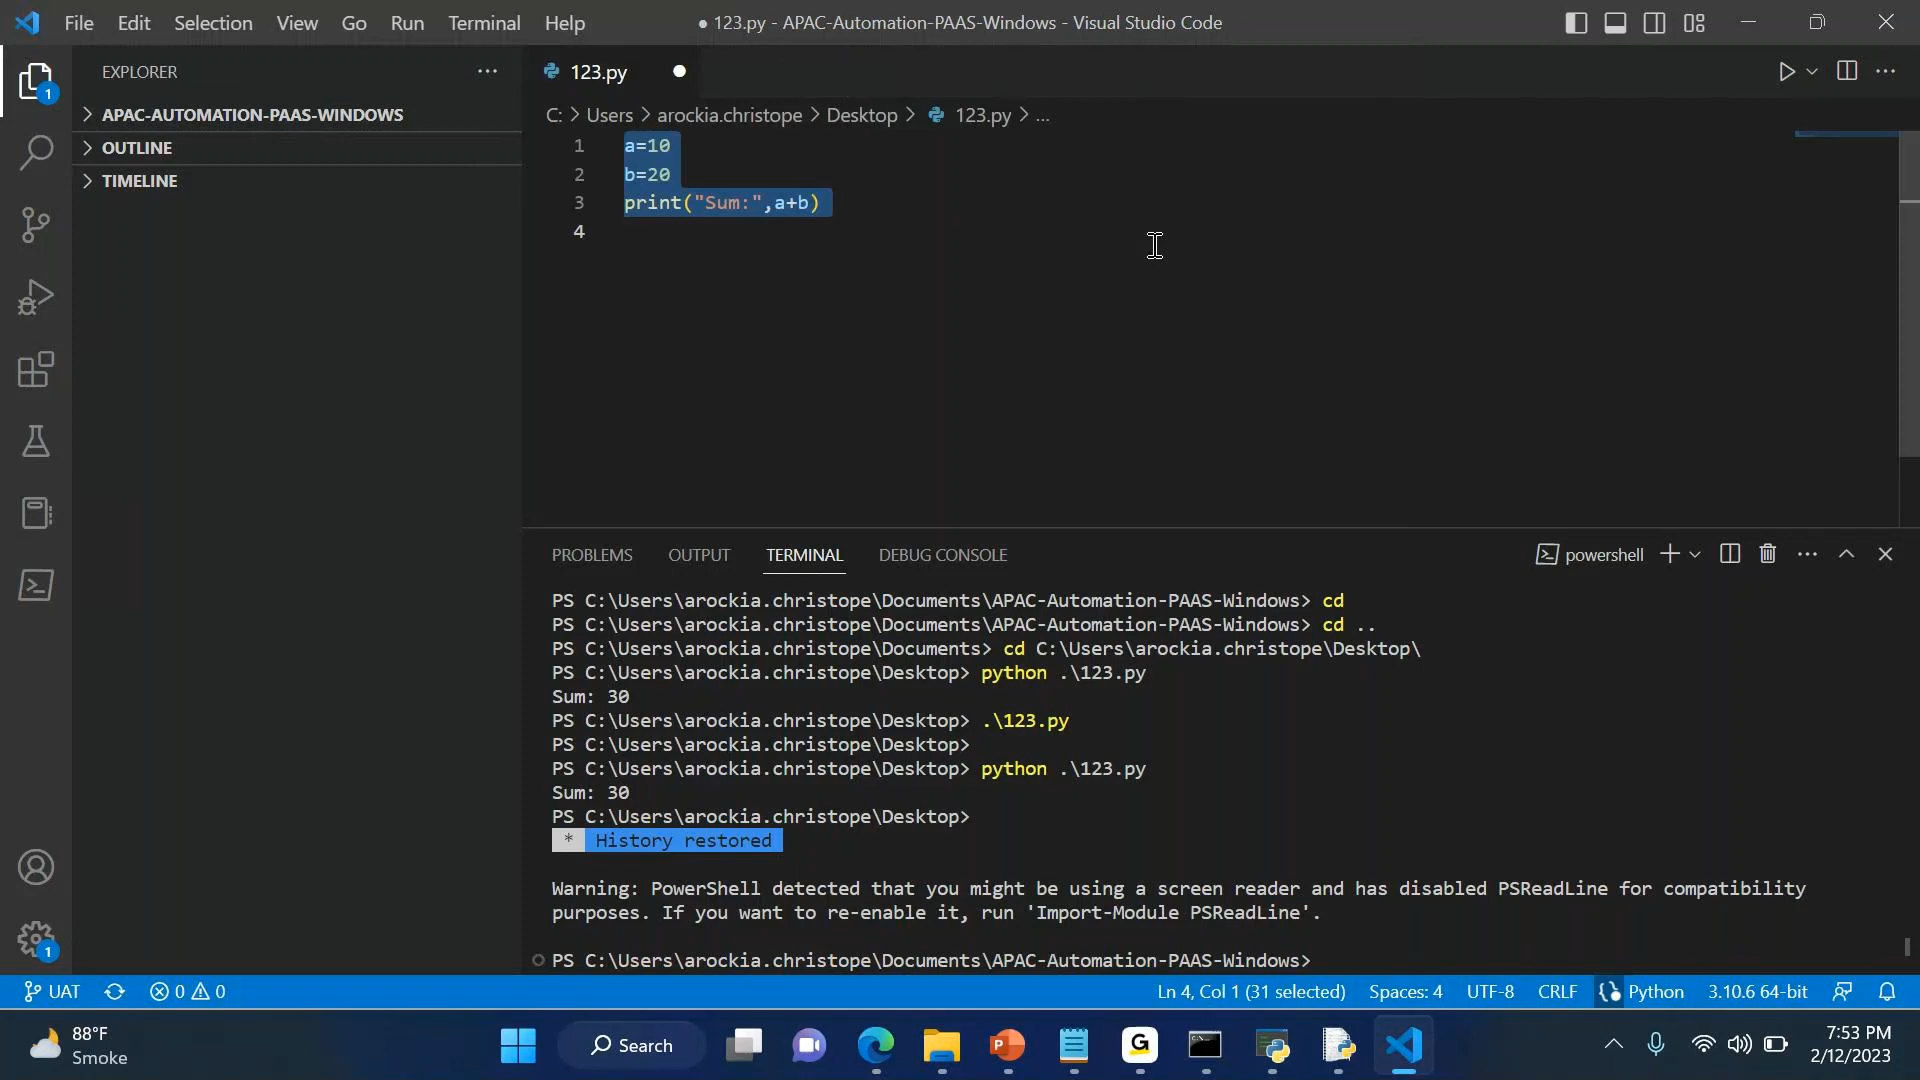 File Edit Selection View Go Run Terminal Help
● 123.py - APAC-Automation-PAAS-Windows - Visual Studio Code
EXPLORER
1
APAC-AUTOMATION-PAAS-WINDOWS
OUTLINE
TIMELINE
123.py
C: > Users > arockia.christope > Desktop > 123.py > ...
1 a=10
2 b=20
3 print("Sum:",a+b)
4
PROBLEMS OUTPUT TERMINAL DEBUG CONSOLE
powershell
PS C:\Users\arockia.christope\Documents\APAC-Automation-PAAS-Windows> cd
PS C:\Users\arockia.christope\Documents\APAC-Automation-PAAS-Windows> cd ..
PS C:\Users\arockia.christope\Documents> cd C:\Users\arockia.christope\Desktop\
PS C:\Users\arockia.christope\Desktop> python .\123.py
Sum: 30
PS C:\Users\arockia.christope\Desktop> .\123.py
PS C:\Users\arockia.christope\Desktop>
PS C:\Users\arockia.christope\Desktop> python .\123.py
Sum: 30
PS C:\Users\arockia.christope\Desktop>
* History restored
Warning: PowerShell detected that you might be using a screen reader and has disabled PSReadLine for compatibility
purposes. If you want to re-enable it, run 'Import-Module PSReadLine'.
PS C:\Users\arockia.christope\Documents\APAC-Automation-PAAS-Windows>
1
UAT 0 0 Ln 4, Col 1 (31 selected) Spaces: 4 UTF-8 CRLF Python 3.10.6 64-bit
88°F
Smoke
Search
P
G
7:53 PM
2/12/2023